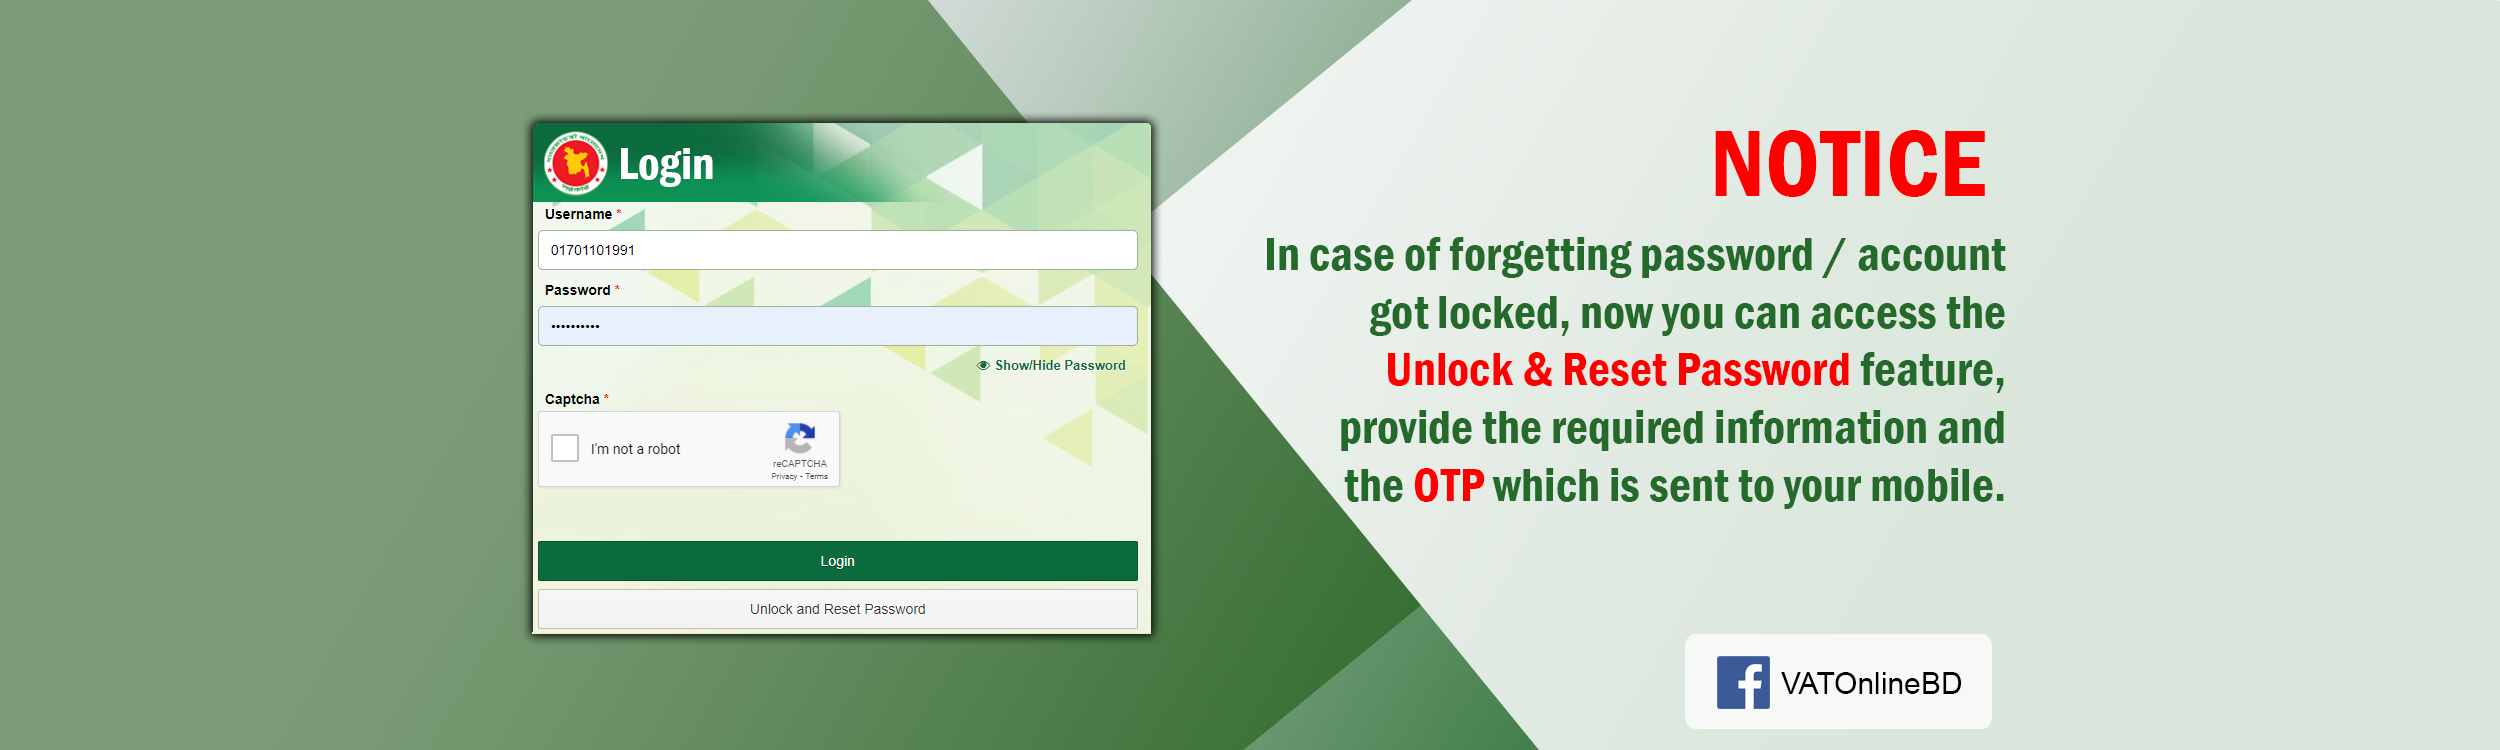 Login
Username *
01701101991
Password *
••••••••••
Show/Hide Password
Captcha *
I'm not a robot
reCAPTCHA
Privacy - Terms
Login
Unlock and Reset Password
NOTICE
In case of forgetting password / account
got locked, now you can access the
Unlock & Reset Password feature,
provide the required information and
the OTP which is sent to your mobile.
VATOnlineBD